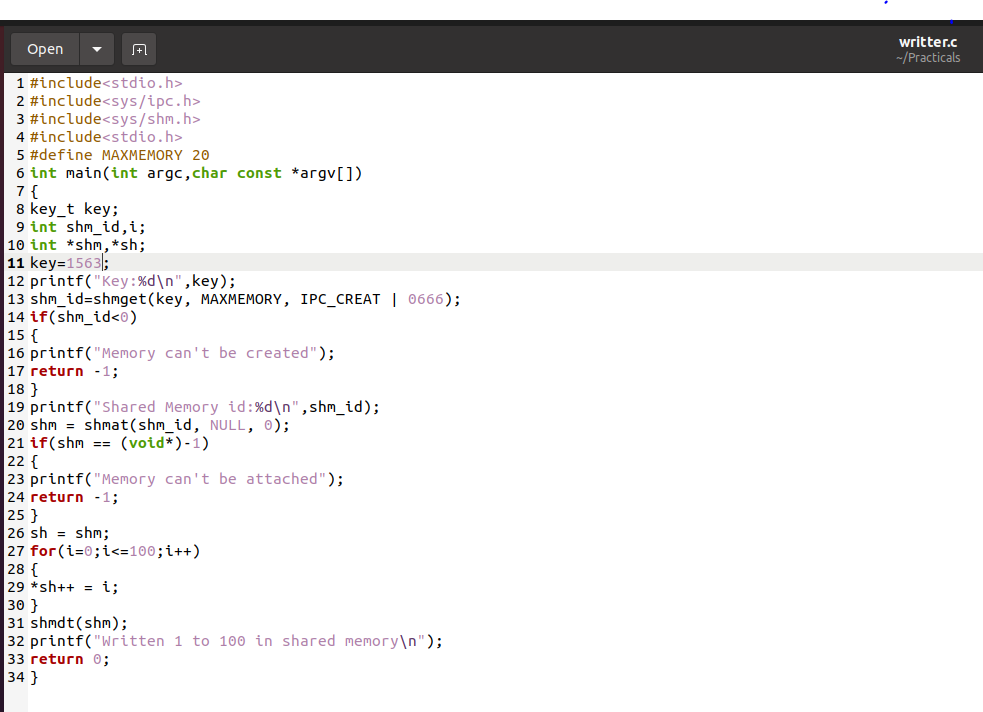 Open
writter.c
~/Practicals
1 #include<stdio.h>
2 #include<sys/ipc.h>
3 #include<sys/shm.h>
4 #include<stdio.h>
5 #define MAXMEMORY 20
6 int main(int argc,char const *argv[])
7 {
8 key_t key;
9 int shm_id,i;
10 int *shm,*sh;
11 key=1563;
12 printf("Key:%d\n",key);
13 shm_id=shmget(key, MAXMEMORY, IPC_CREAT | 0666);
14 if(shm_id<0)
15 {
16 printf("Memory can't be created");
17 return -1;
18 }
19 printf("Shared Memory id:%d\n",shm_id);
20 shm = shmat(shm_id, NULL, 0);
21 if(shm == (void*)-1)
22 {
23 printf("Memory can't be attached");
24 return -1;
25 }
26 sh = shm;
27 for(i=0;i<=100;i++)
28 {
29 *sh++ = i;
30 }
31 shmdt(shm);
32 printf("Written 1 to 100 in shared memory\n");
33 return 0;
34 }